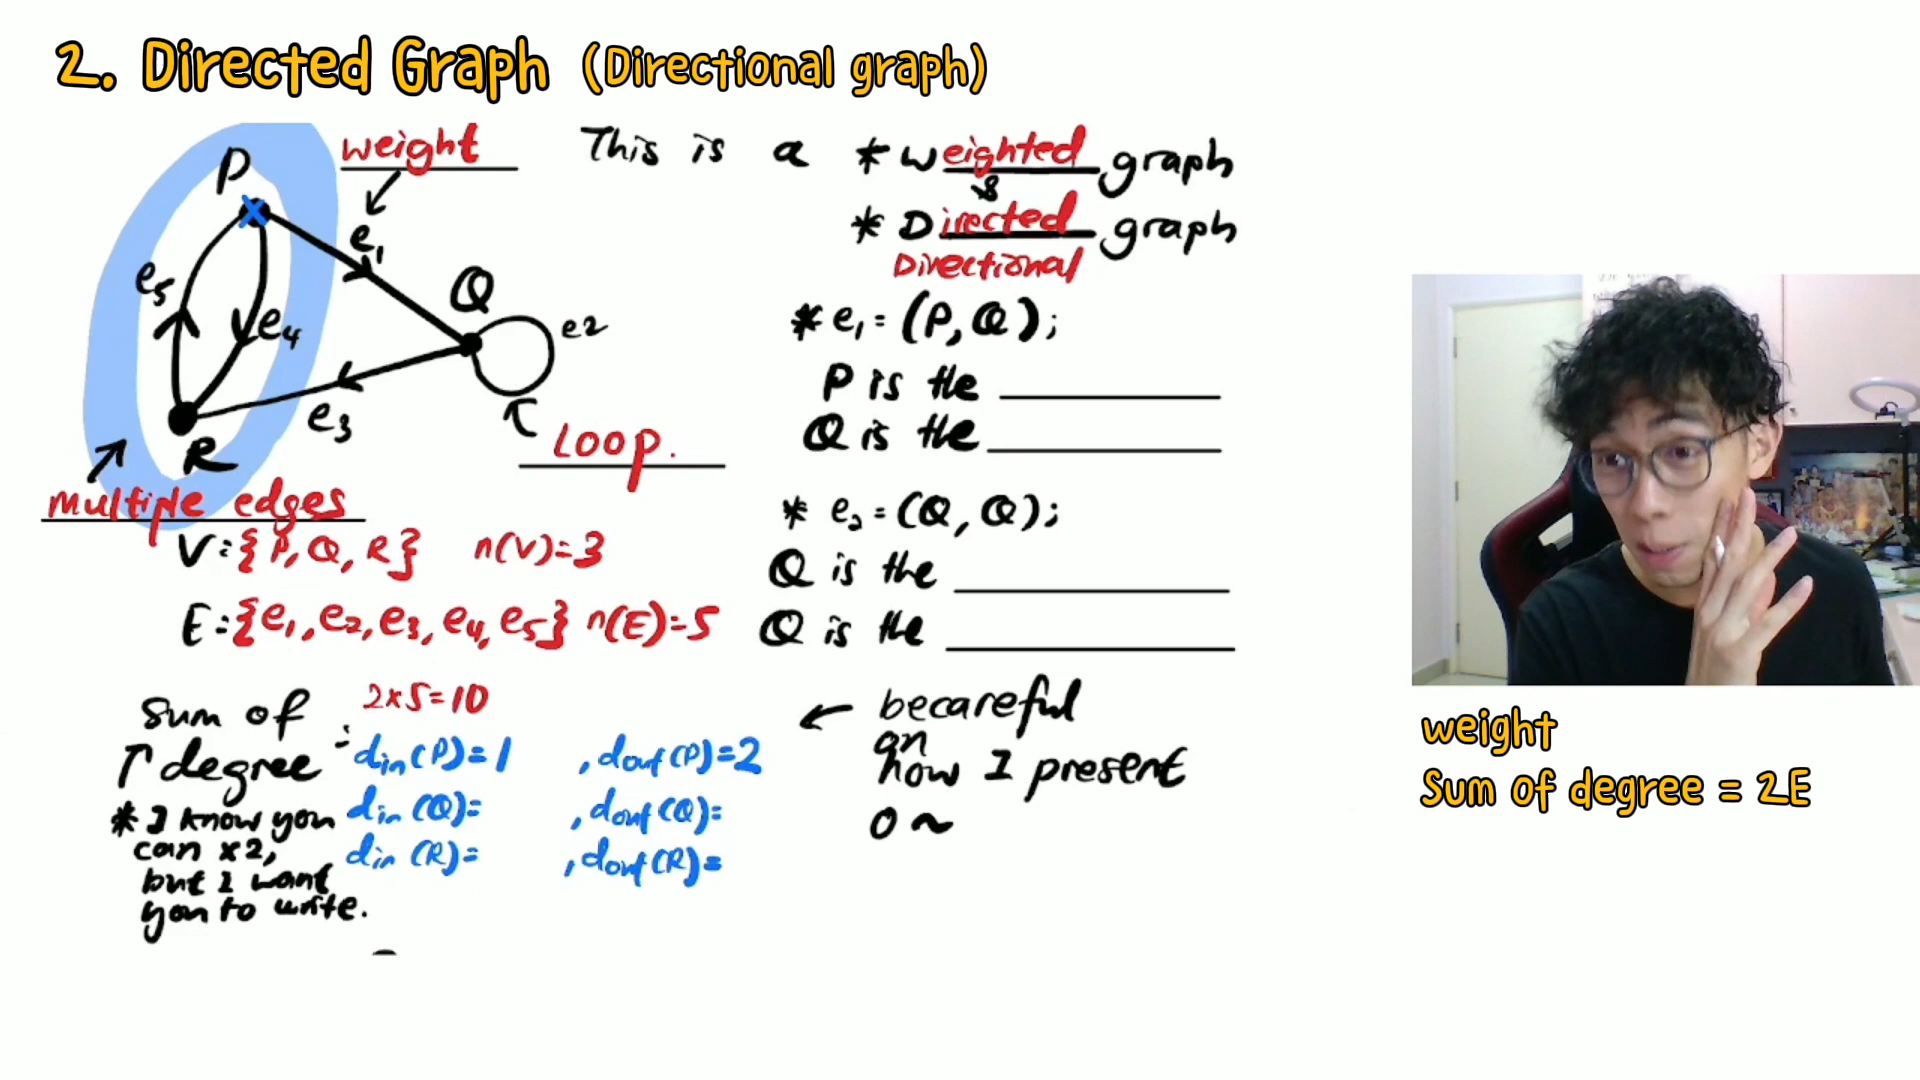 2. Directed Graph (Directional graph)
weight
This is a * weighted graph
&
* Directed graph
Directional
P
e1
e5
e4
Q
e2
e3
R
Loop.
multiple edges
* e1 = (P, Q);
P is the
Q is the
* e2 = (Q, Q);
Q is the
Q is the
V = {P, Q, R} n(V) = 3
E = {e1, e2, e3, e4, e5} n(E) = 5
sum of degree =
2x5=10
din(P)=1 , dout(P)=2
din(Q)= , dout(Q)=
din(R)= , dout(R)=
* I know you
can x2,
but I want
you to write.
← becareful
on
how I present
0 ~
weight
Sum of degree = 2E